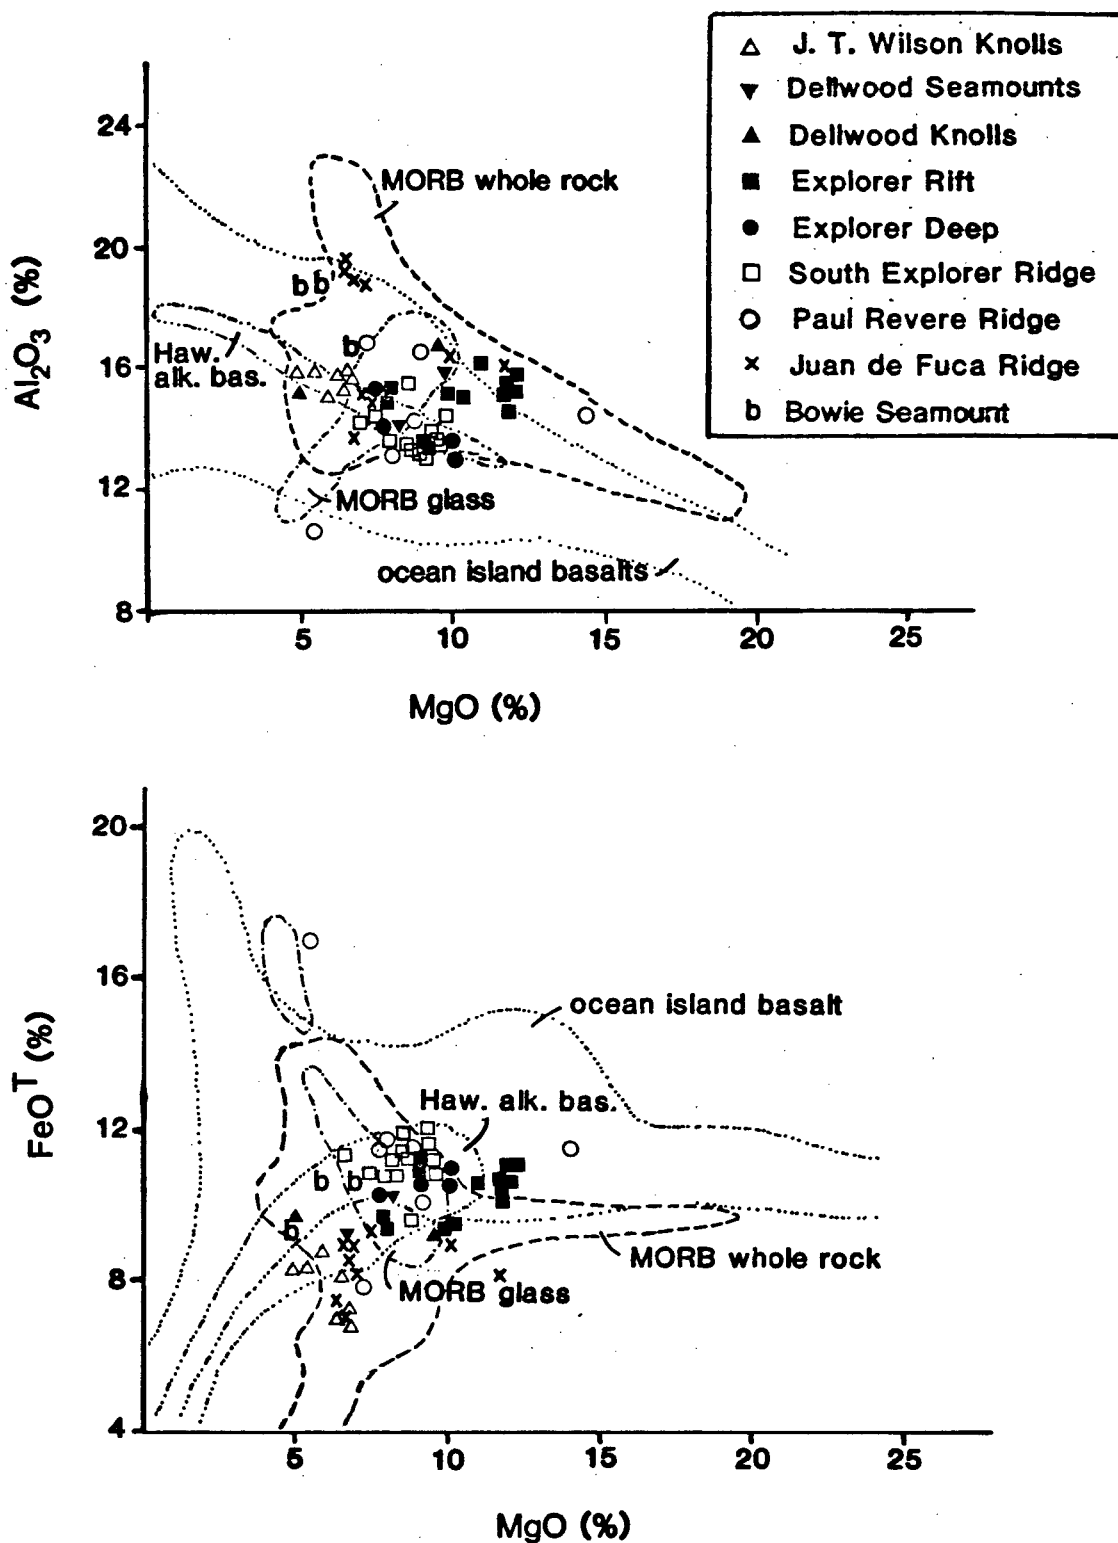 J. T. Wilson Knolls
Dellwood Seamounts
Dellwood Knolls
Explorer Rift
Explorer Deep
South Explorer Ridge
Paul Revere Ridge
x Juan de Fuca Ridge
b Bowie Seamount
24
20
16
12
8
Al2O3 (%)
MORB whole rock
b b
b
Haw.
alk. bas.
MORB glass
ocean island basalts
5 10 15 20 25
MgO (%)
20
16
12
8
4
FeO^T (%)
ocean island basalt
Haw. alk. bas.
b b
b
MORB whole rock
MORB glass
5 10 15 20 25
MgO (%)